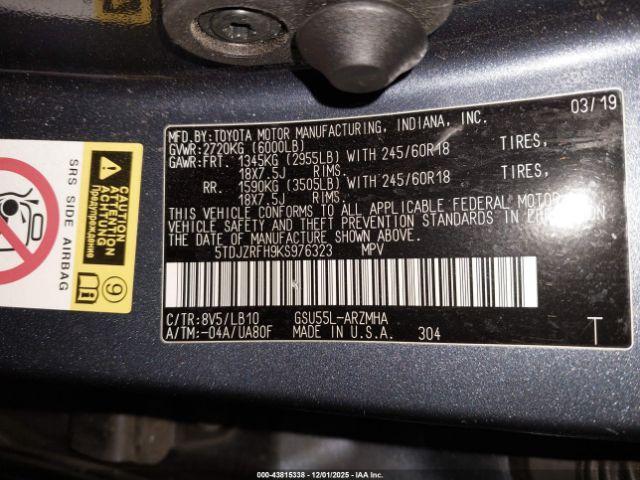 03/19
MFD.BY:TOYOTA MOTOR MANUFACTURING, INDIANA, INC.
GVWR:2720KG (6000LB)
GAWR:FRT. 1345KG (2955LB) WITH 245/60R18 TIRES,
18X7.5J RIMS,
RR. 1590KG (3505LB) WITH 245/60R18 TIRES,
18X7.5J RIMS.
THIS VEHICLE CONFORMS TO ALL APPLICABLE FEDERAL MOTOR
VEHICLE SAFETY AND THEFT PREVENTION STANDARDS IN
THE DATE OF MANUFACTURE SHOWN ABOVE.
5TDJZRFH9KS976323 MPV
C/TR:8V5/LB10 GSU55L-ARZMHA
A/TM:-04A/UA80F MADE IN U.S.A. 304 T
SRS SIDE AIRBAG
CAUTION
ATTENTION
ACHTUNG
Предупреждение
9
000-43815338 - 12/01/2025 - IAA Inc.